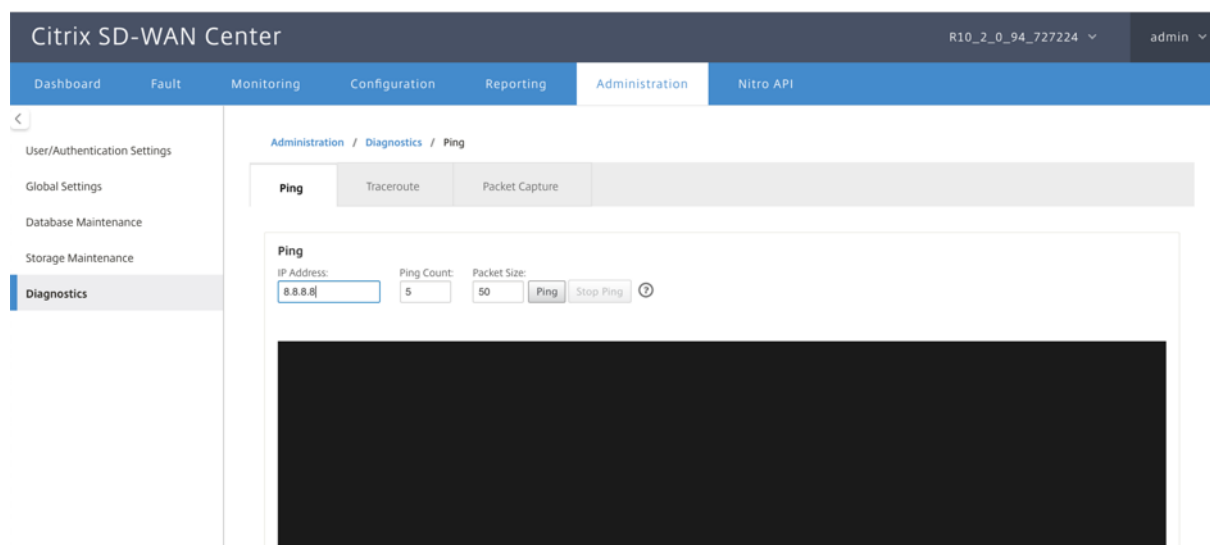 Citrix SD-WAN Center R10_2_0_94_727224 admin
Dashboard Fault Monitoring Configuration Reporting Administration Nitro API
User/Authentication Settings
Global Settings
Database Maintenance
Storage Maintenance
Diagnostics
Administration / Diagnostics / Ping
Ping Traceroute Packet Capture
Ping
IP Address: Ping Count: Packet Size:
8.8.8.8 5 50 Ping Stop Ping ?